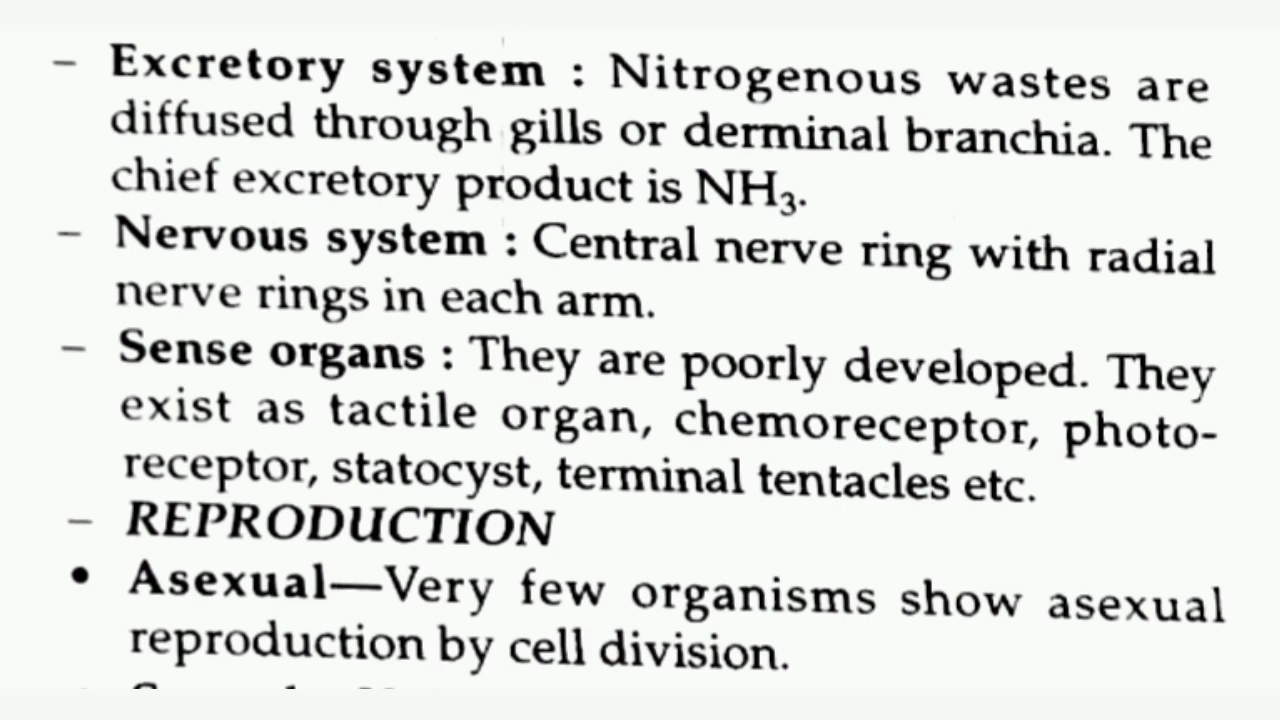 – Excretory system : Nitrogenous wastes are
diffused through gills or derminal branchia. The
chief excretory product is NH₃.
– Nervous system : Central nerve ring with radial
nerve rings in each arm.
– Sense organs : They are poorly developed. They
exist as tactile organ, chemoreceptor, photo-
receptor, statocyst, terminal tentacles etc.
– REPRODUCTION
• Asexual—Very few organisms show asexual
reproduction by cell division.